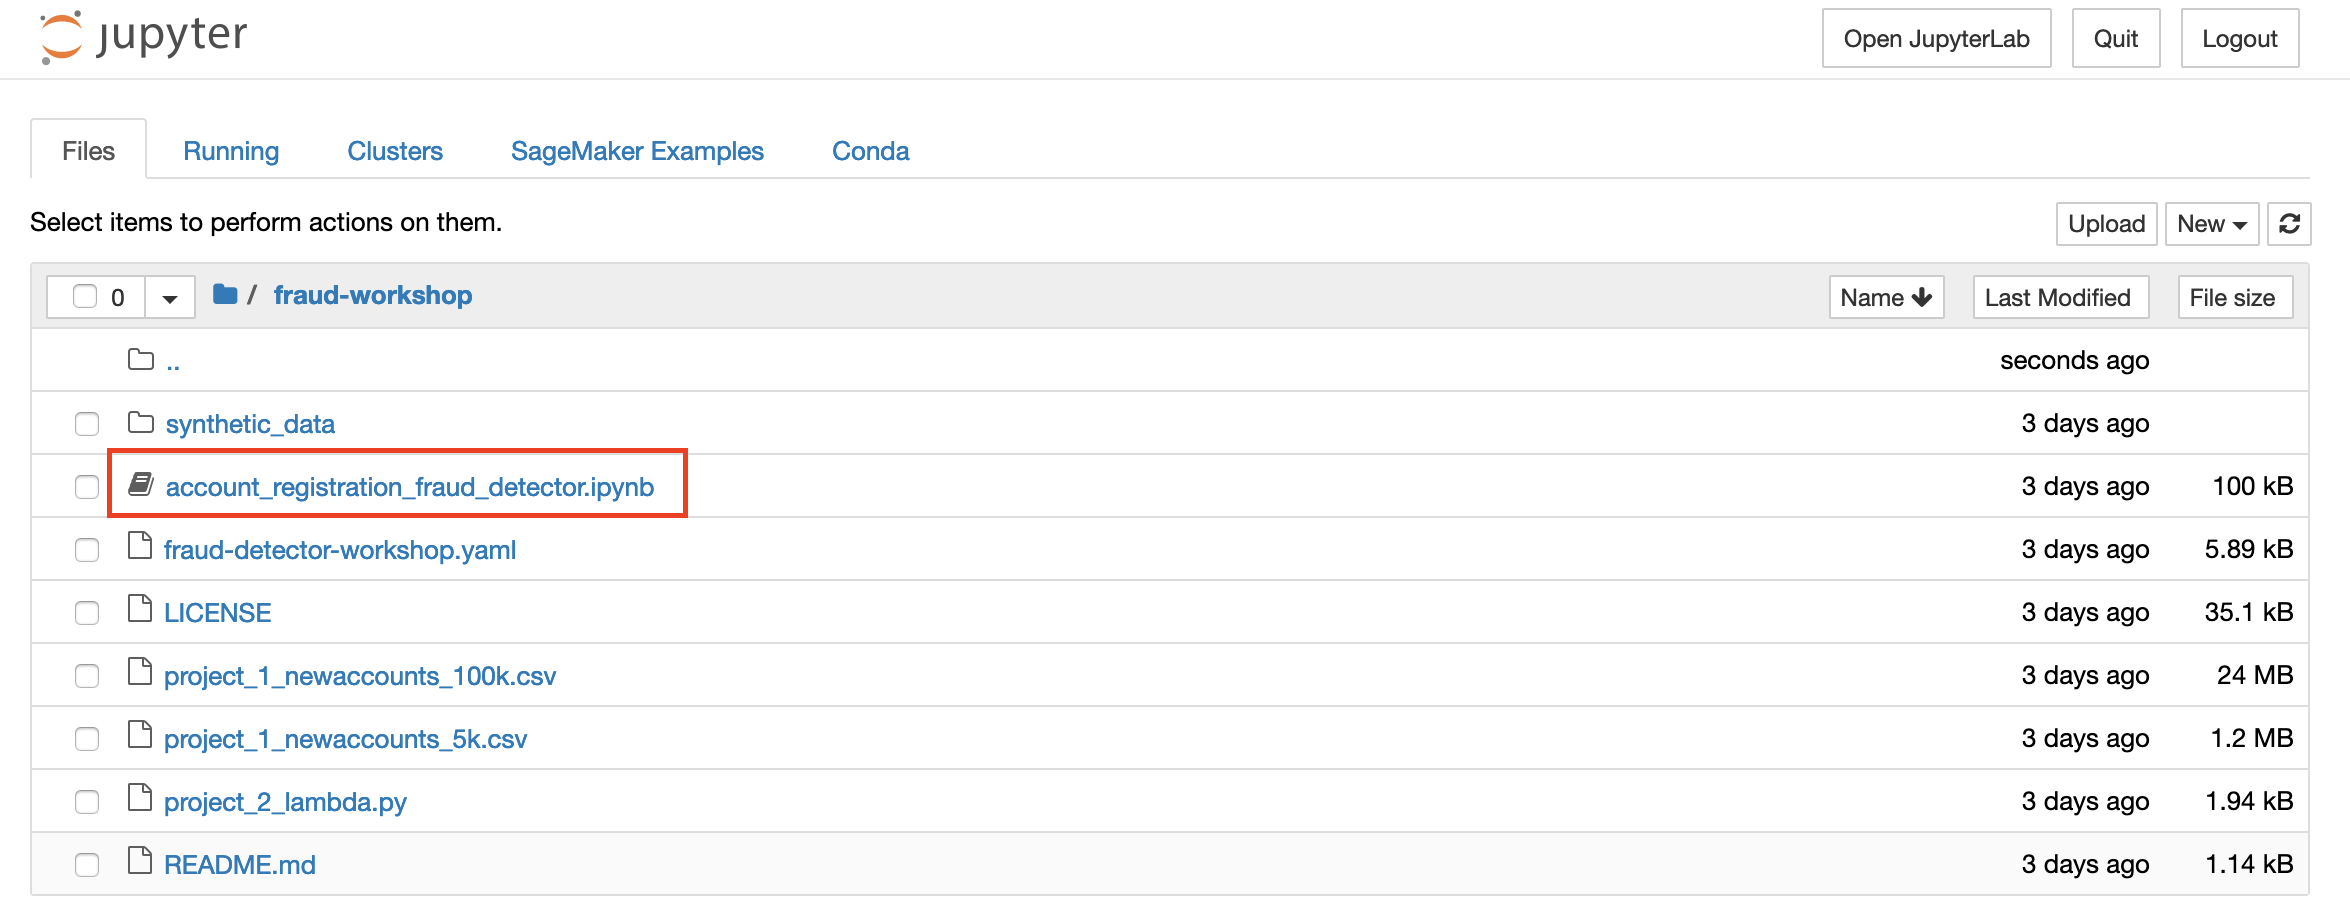 jupyter Open JupyterLab Quit Logout
Files Running Clusters SageMaker Examples Conda
Select items to perform actions on them. Upload New
0 / fraud-workshop Name Last Modified File size
.. seconds ago
synthetic_data 3 days ago
account_registration_fraud_detector.ipynb 3 days ago 100 kB
fraud-detector-workshop.yaml 3 days ago 5.89 kB
LICENSE 3 days ago 35.1 kB
project_1_newaccounts_100k.csv 3 days ago 24 MB
project_1_newaccounts_5k.csv 3 days ago 1.2 MB
project_2_lambda.py 3 days ago 1.94 kB
README.md 3 days ago 1.14 kB